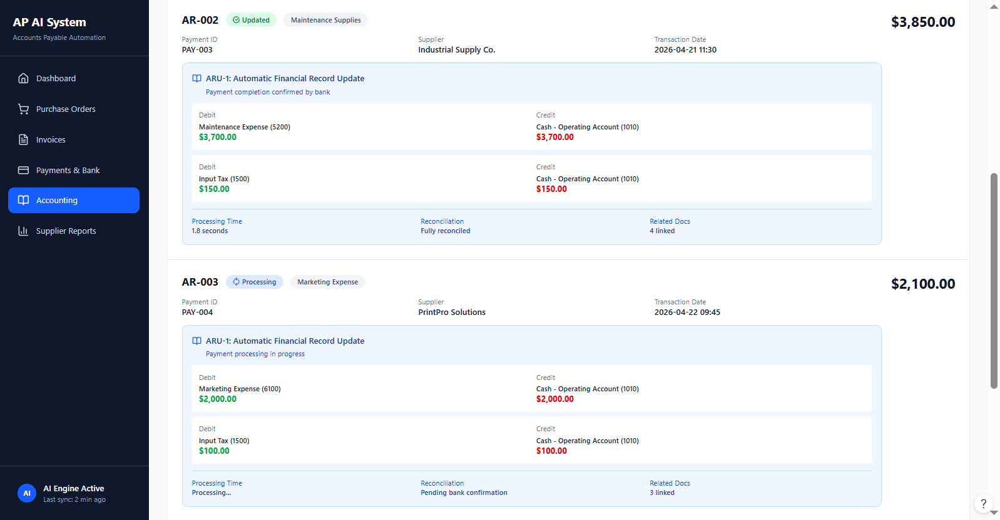 AP AI System
Accounts Payable Automation
Dashboard
Purchase Orders
Invoices
Payments & Bank
Accounting
Supplier Reports
AI
AI Engine Active
Last sync: 2 min ago
AR-002
Updated
Maintenance Supplies
$3,850.00
Payment ID
PAY-003
Supplier
Industrial Supply Co.
Transaction Date
2026-04-21 11:30
ARU-1: Automatic Financial Record Update
Payment completion confirmed by bank
Debit
Maintenance Expense (5200)
$3,700.00
Credit
Cash - Operating Account (1010)
$3,700.00
Debit
Input Tax (1500)
$150.00
Credit
Cash - Operating Account (1010)
$150.00
Processing Time
1.8 seconds
Reconciliation
Fully reconciled
Related Docs
4 linked
AR-003
Processing
Marketing Expense
$2,100.00
Payment ID
PAY-004
Supplier
PrintPro Solutions
Transaction Date
2026-04-22 09:45
ARU-1: Automatic Financial Record Update
Payment processing in progress
Debit
Marketing Expense (6100)
$2,000.00
Credit
Cash - Operating Account (1010)
$2,000.00
Debit
Input Tax (1500)
$100.00
Credit
Cash - Operating Account (1010)
$100.00
Processing Time
Processing...
Reconciliation
Pending bank confirmation
Related Docs
3 linked
?